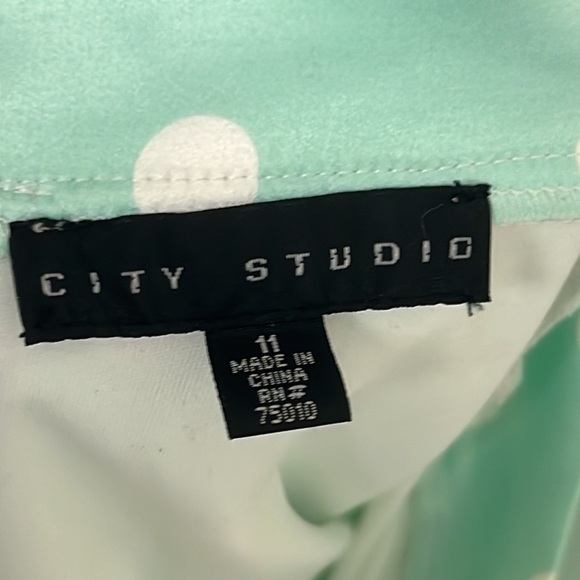 CITY STUDIO
11
MADE IN
CHINA
RN#
75010